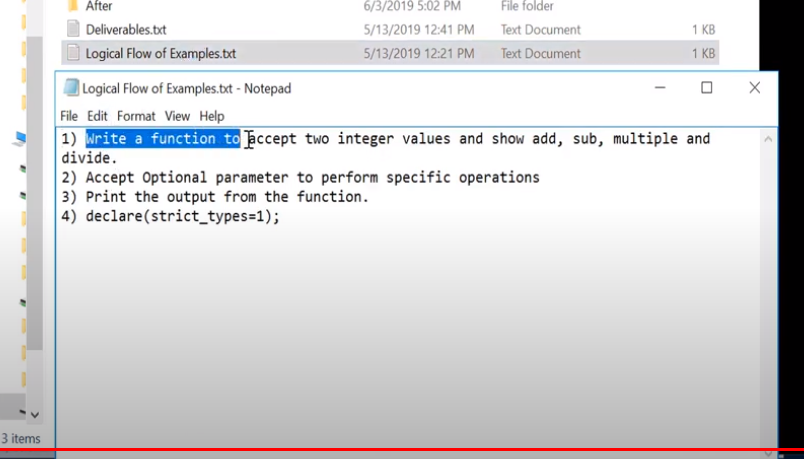 After 6/3/2019 5:02 PM File folder
Deliverables.txt 5/13/2019 12:41 PM Text Document 1 KB
Logical Flow of Examples.txt 5/13/2019 12:21 PM Text Document 1 KB
Logical Flow of Examples.txt - Notepad
File Edit Format View Help
1) Write a function to accept two integer values and show add, sub, multiple and
divide.
2) Accept Optional parameter to perform specific operations
3) Print the output from the function.
4) declare(strict_types=1);
3 items